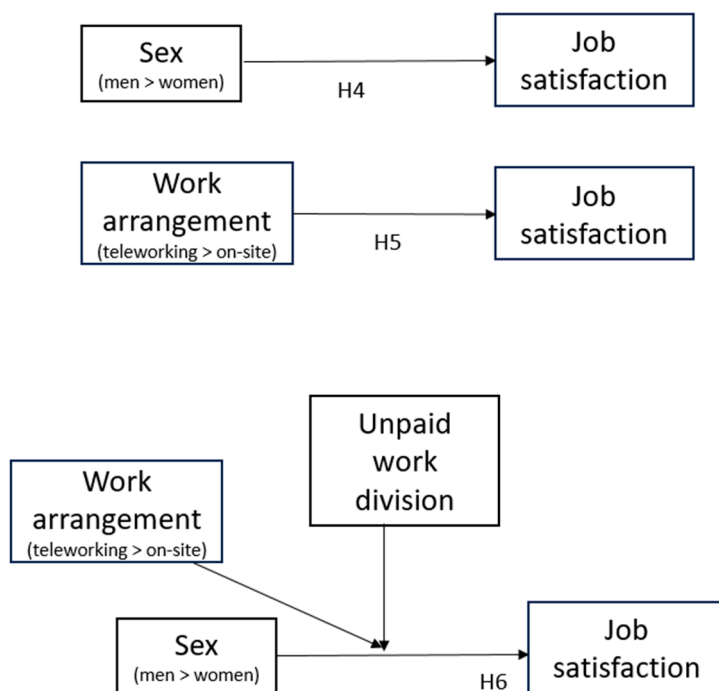 Sex
(men > women)
H4
Job
satisfaction
Work
arrangement
(teleworking > on-site)
H5
Job
satisfaction
Unpaid
work
division
Work
arrangement
(teleworking > on-site)
Sex
(men > women)
H6
Job
satisfaction